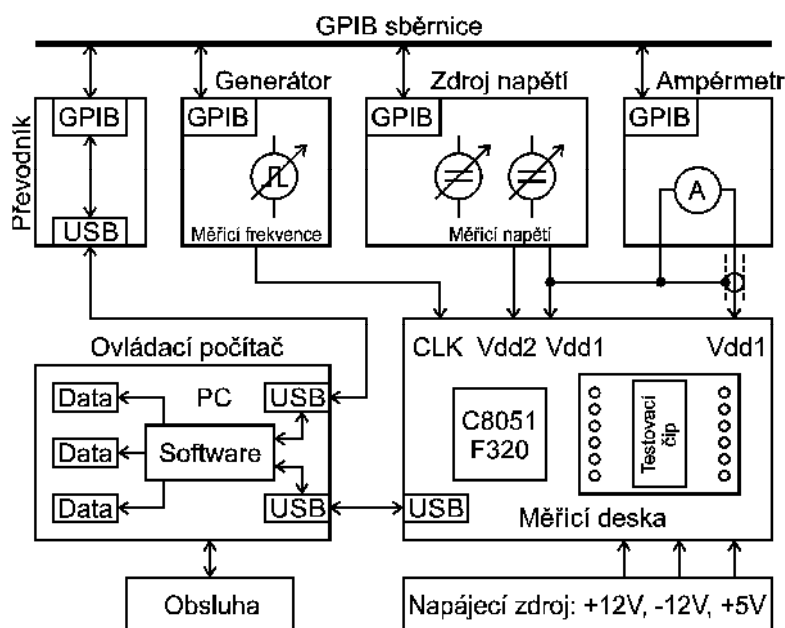 GPIB sběrnice
Generátor
Zdroj napětí
Ampérmetr
Převodník
GPIB
USB
GPIB
Měřicí frekvence
GPIB
Měřicí napětí
GPIB
A
Ovládací počítač
PC
Data
Data
Data
Software
USB
USB
CLK Vdd2 Vdd1 Vdd1
C8051
F320
Testovací
čip
USB
Měřicí deska
Obsluha
Napájecí zdroj: +12V, -12V, +5V